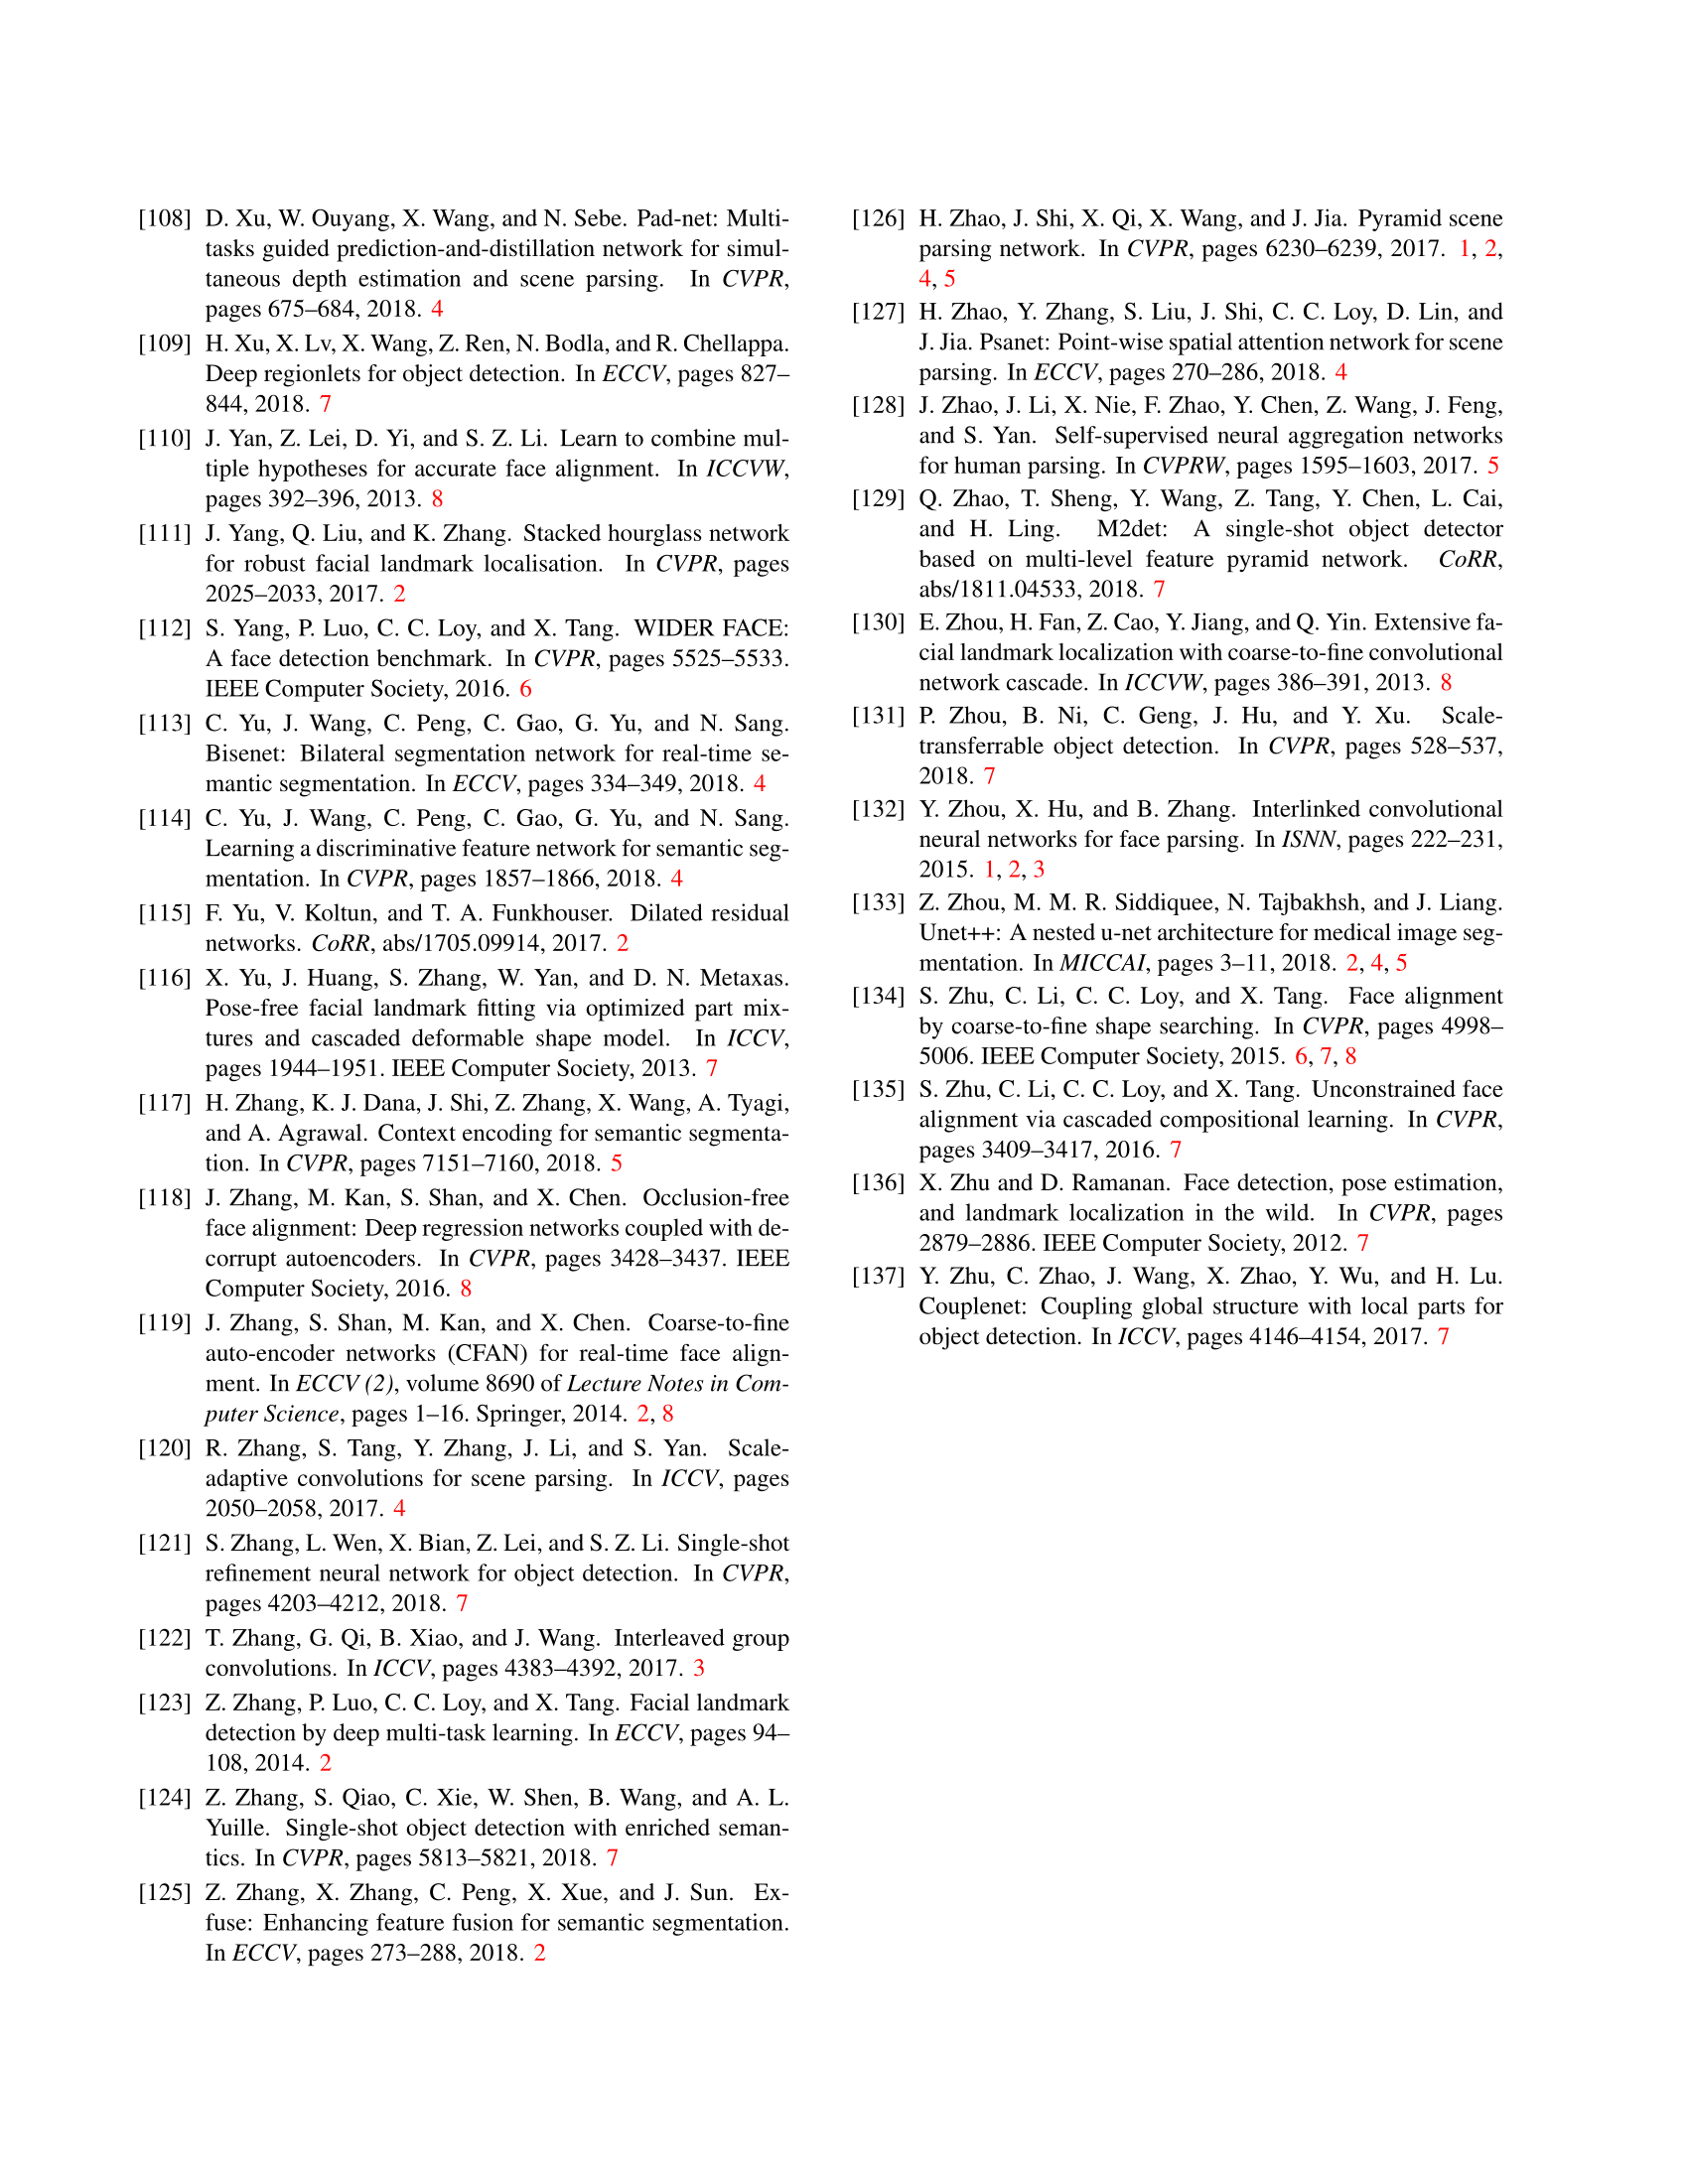 [108] D. Xu, W. Ouyang, X. Wang, and N. Sebe. Pad-net: Multi-
tasks guided prediction-and-distillation network for simul-
taneous depth estimation and scene parsing. In CVPR,
pages 675–684, 2018. 4
[109] H. Xu, X. Lv, X. Wang, Z. Ren, N. Bodla, and R. Chellappa.
Deep regionlets for object detection. In ECCV, pages 827–
844, 2018. 7
[110] J. Yan, Z. Lei, D. Yi, and S. Z. Li. Learn to combine mul-
tiple hypotheses for accurate face alignment. In ICCVW,
pages 392–396, 2013. 8
[111] J. Yang, Q. Liu, and K. Zhang. Stacked hourglass network
for robust facial landmark localisation. In CVPR, pages
2025–2033, 2017. 2
[112] S. Yang, P. Luo, C. C. Loy, and X. Tang. WIDER FACE:
A face detection benchmark. In CVPR, pages 5525–5533.
IEEE Computer Society, 2016. 6
[113] C. Yu, J. Wang, C. Peng, C. Gao, G. Yu, and N. Sang.
Bisenet: Bilateral segmentation network for real-time se-
mantic segmentation. In ECCV, pages 334–349, 2018. 4
[114] C. Yu, J. Wang, C. Peng, C. Gao, G. Yu, and N. Sang.
Learning a discriminative feature network for semantic seg-
mentation. In CVPR, pages 1857–1866, 2018. 4
[115] F. Yu, V. Koltun, and T. A. Funkhouser. Dilated residual
networks. CoRR, abs/1705.09914, 2017. 2
[116] X. Yu, J. Huang, S. Zhang, W. Yan, and D. N. Metaxas.
Pose-free facial landmark fitting via optimized part mix-
tures and cascaded deformable shape model. In ICCV,
pages 1944–1951. IEEE Computer Society, 2013. 7
[117] H. Zhang, K. J. Dana, J. Shi, Z. Zhang, X. Wang, A. Tyagi,
and A. Agrawal. Context encoding for semantic segmenta-
tion. In CVPR, pages 7151–7160, 2018. 5
[118] J. Zhang, M. Kan, S. Shan, and X. Chen. Occlusion-free
face alignment: Deep regression networks coupled with de-
corrupt autoencoders. In CVPR, pages 3428–3437. IEEE
Computer Society, 2016. 8
[119] J. Zhang, S. Shan, M. Kan, and X. Chen. Coarse-to-fine
auto-encoder networks (CFAN) for real-time face align-
ment. In ECCV (2), volume 8690 of Lecture Notes in Com-
puter Science, pages 1–16. Springer, 2014. 2, 8
[120] R. Zhang, S. Tang, Y. Zhang, J. Li, and S. Yan. Scale-
adaptive convolutions for scene parsing. In ICCV, pages
2050–2058, 2017. 4
[121] S. Zhang, L. Wen, X. Bian, Z. Lei, and S. Z. Li. Single-shot
refinement neural network for object detection. In CVPR,
pages 4203–4212, 2018. 7
[122] T. Zhang, G. Qi, B. Xiao, and J. Wang. Interleaved group
convolutions. In ICCV, pages 4383–4392, 2017. 3
[123] Z. Zhang, P. Luo, C. C. Loy, and X. Tang. Facial landmark
detection by deep multi-task learning. In ECCV, pages 94–
108, 2014. 2
[124] Z. Zhang, S. Qiao, C. Xie, W. Shen, B. Wang, and A. L.
Yuille. Single-shot object detection with enriched seman-
tics. In CVPR, pages 5813–5821, 2018. 7
[125] Z. Zhang, X. Zhang, C. Peng, X. Xue, and J. Sun. Ex-
fuse: Enhancing feature fusion for semantic segmentation.
In ECCV, pages 273–288, 2018. 2
[126] H. Zhao, J. Shi, X. Qi, X. Wang, and J. Jia. Pyramid scene
parsing network. In CVPR, pages 6230–6239, 2017. 1, 2,
4, 5
[127] H. Zhao, Y. Zhang, S. Liu, J. Shi, C. C. Loy, D. Lin, and
J. Jia. Psanet: Point-wise spatial attention network for scene
parsing. In ECCV, pages 270–286, 2018. 4
[128] J. Zhao, J. Li, X. Nie, F. Zhao, Y. Chen, Z. Wang, J. Feng,
and S. Yan. Self-supervised neural aggregation networks
for human parsing. In CVPRW, pages 1595–1603, 2017. 5
[129] Q. Zhao, T. Sheng, Y. Wang, Z. Tang, Y. Chen, L. Cai,
and H. Ling. M2det: A single-shot object detector
based on multi-level feature pyramid network. CoRR,
abs/1811.04533, 2018. 7
[130] E. Zhou, H. Fan, Z. Cao, Y. Jiang, and Q. Yin. Extensive fa-
cial landmark localization with coarse-to-fine convolutional
network cascade. In ICCVW, pages 386–391, 2013. 8
[131] P. Zhou, B. Ni, C. Geng, J. Hu, and Y. Xu. Scale-
transferrable object detection. In CVPR, pages 528–537,
2018. 7
[132] Y. Zhou, X. Hu, and B. Zhang. Interlinked convolutional
neural networks for face parsing. In ISNN, pages 222–231,
2015. 1, 2, 3
[133] Z. Zhou, M. M. R. Siddiquee, N. Tajbakhsh, and J. Liang.
Unet++: A nested u-net architecture for medical image seg-
mentation. In MICCAI, pages 3–11, 2018. 2, 4, 5
[134] S. Zhu, C. Li, C. C. Loy, and X. Tang. Face alignment
by coarse-to-fine shape searching. In CVPR, pages 4998–
5006. IEEE Computer Society, 2015. 6, 7, 8
[135] S. Zhu, C. Li, C. C. Loy, and X. Tang. Unconstrained face
alignment via cascaded compositional learning. In CVPR,
pages 3409–3417, 2016. 7
[136] X. Zhu and D. Ramanan. Face detection, pose estimation,
and landmark localization in the wild. In CVPR, pages
2879–2886. IEEE Computer Society, 2012. 7
[137] Y. Zhu, C. Zhao, J. Wang, X. Zhao, Y. Wu, and H. Lu.
Couplenet: Coupling global structure with local parts for
object detection. In ICCV, pages 4146–4154, 2017. 7